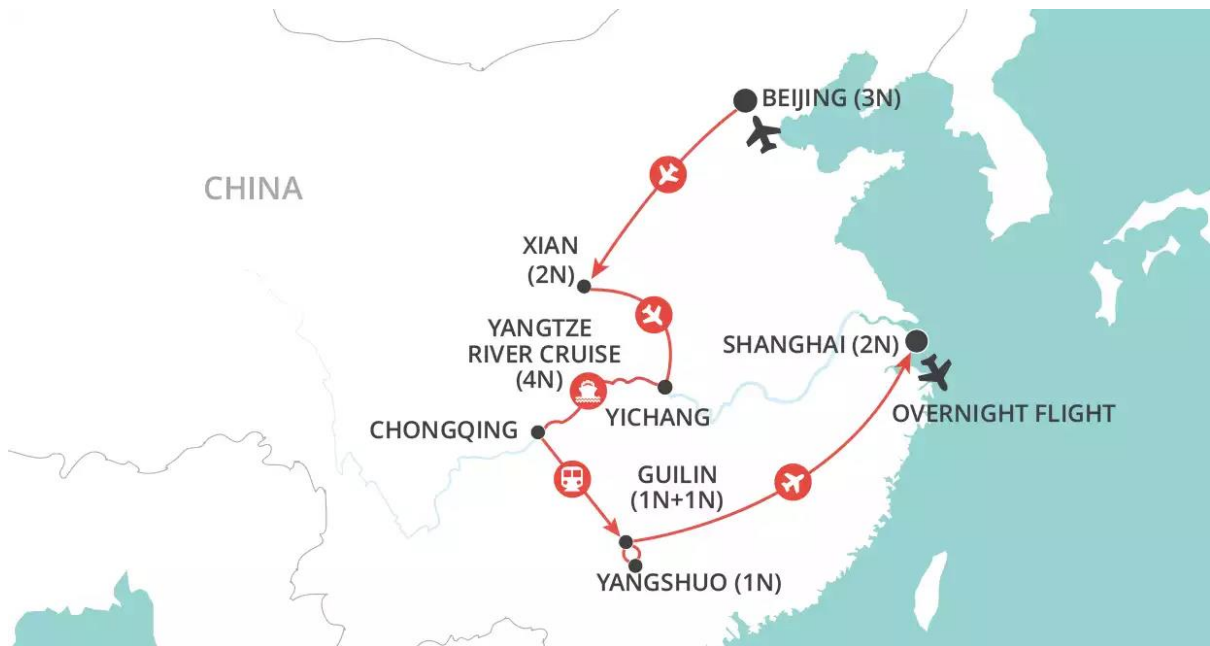 BEIJING (3N)
CHINA
XIAN
(2N)
YANGTZE
RIVER CRUISE
(4N)
SHANGHAI (2N)
YICHANG
OVERNIGHT FLIGHT
CHONGQING
GUILIN
(1N+1N)
YANGSHUO (1N)